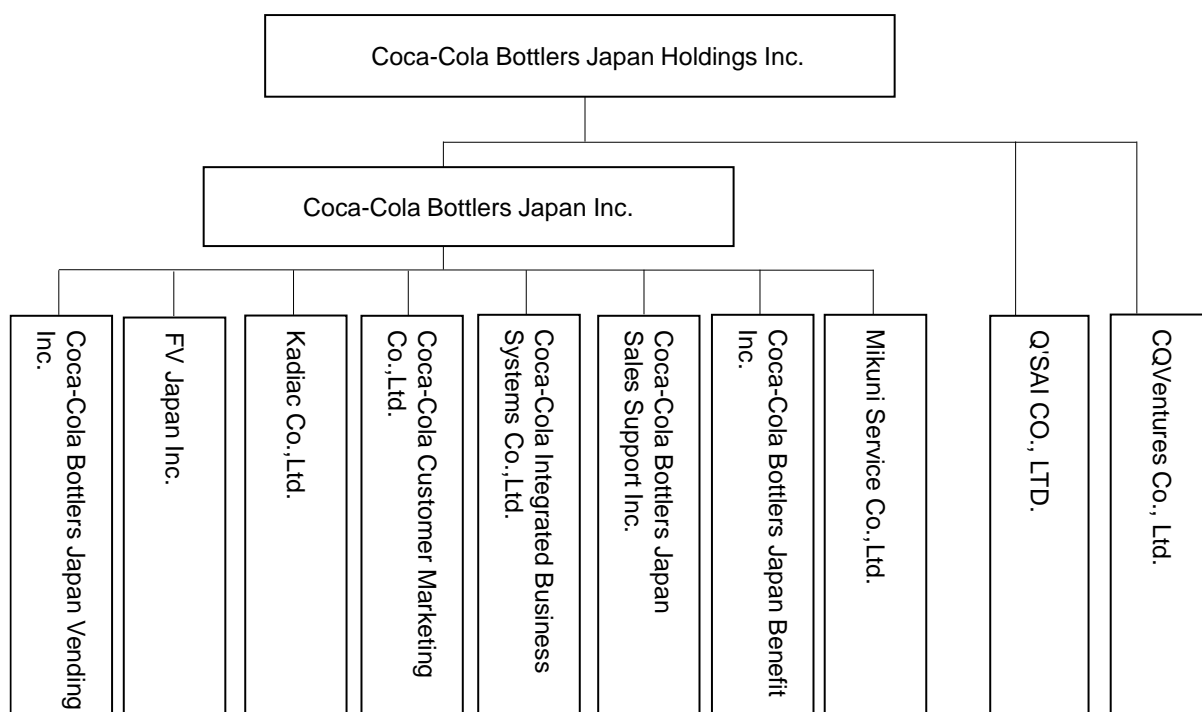 Coca-Cola Bottlers Japan Holdings Inc.
Coca-Cola Bottlers Japan Inc.
Coca-Cola Bottlers Japan Vending
Inc.
FV Japan Inc.
Kadiac Co.,Ltd.
Coca-Cola Customer Marketing
Co.,Ltd.
Coca-Cola Integrated Business
Systems Co.,Ltd.
Coca-Cola Bottlers Japan
Sales Support Inc.
Coca-Cola Bottlers Japan Benefit
Inc.
Mikuni Service Co.,Ltd.
Q'SAI CO., LTD.
CQVentures Co., Ltd.